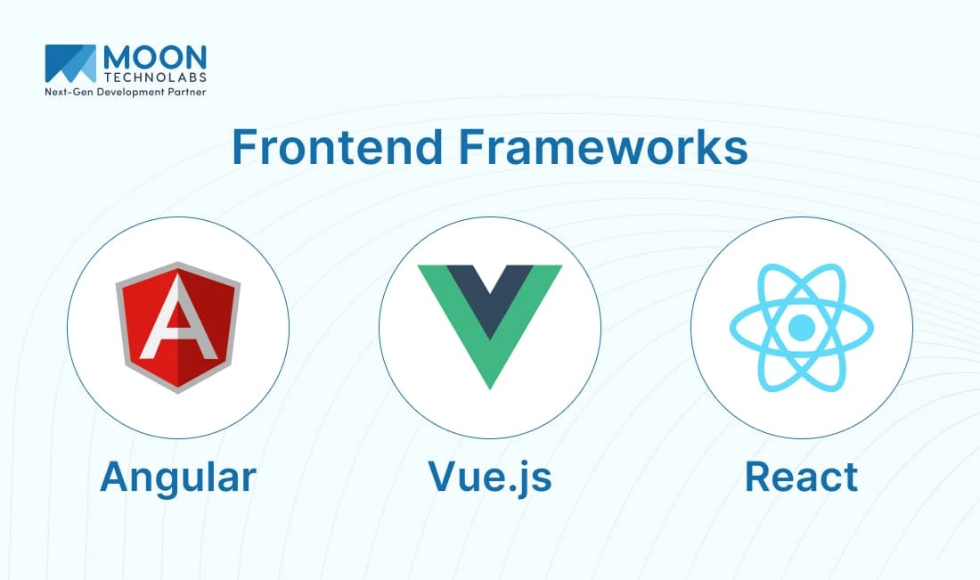 MOON
TECHNOLABS
Next-Gen Development Partner
Frontend Frameworks
A
Angular
Vue.js
React